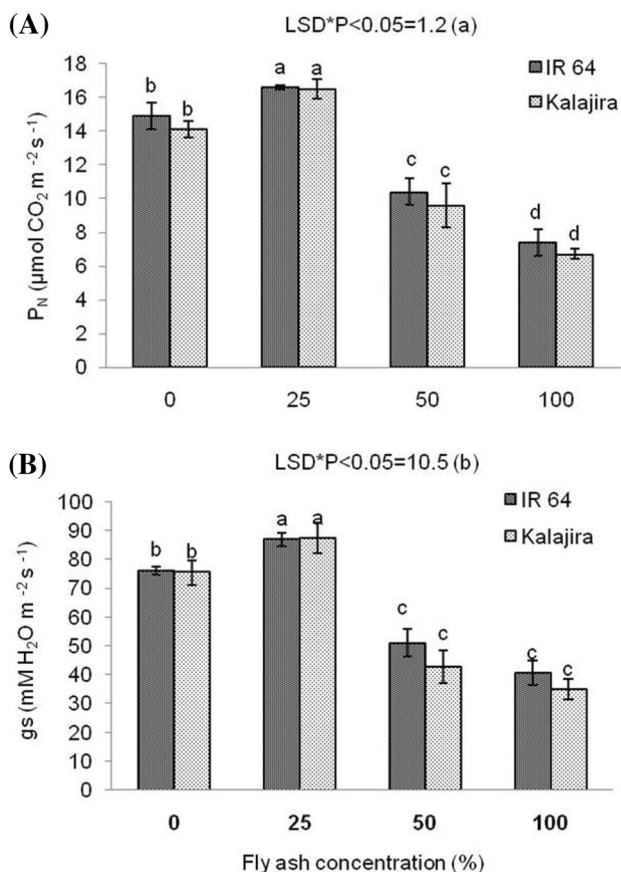 (A)
LSD*P<0.05=1.2 (a)
IR 64
Kalajira
P_N (µmol CO₂ m⁻² s⁻¹)
18
16
14
12
10
8
6
4
2
0
b b a a c c d d
0 25 50 100
(B)
LSD*P<0.05=10.5 (b)
IR 64
Kalajira
gs (mM H₂O m⁻² s⁻¹)
100
90
80
70
60
50
40
30
20
10
0
b b a a c c c c
0 25 50 100
Fly ash concentration (%)